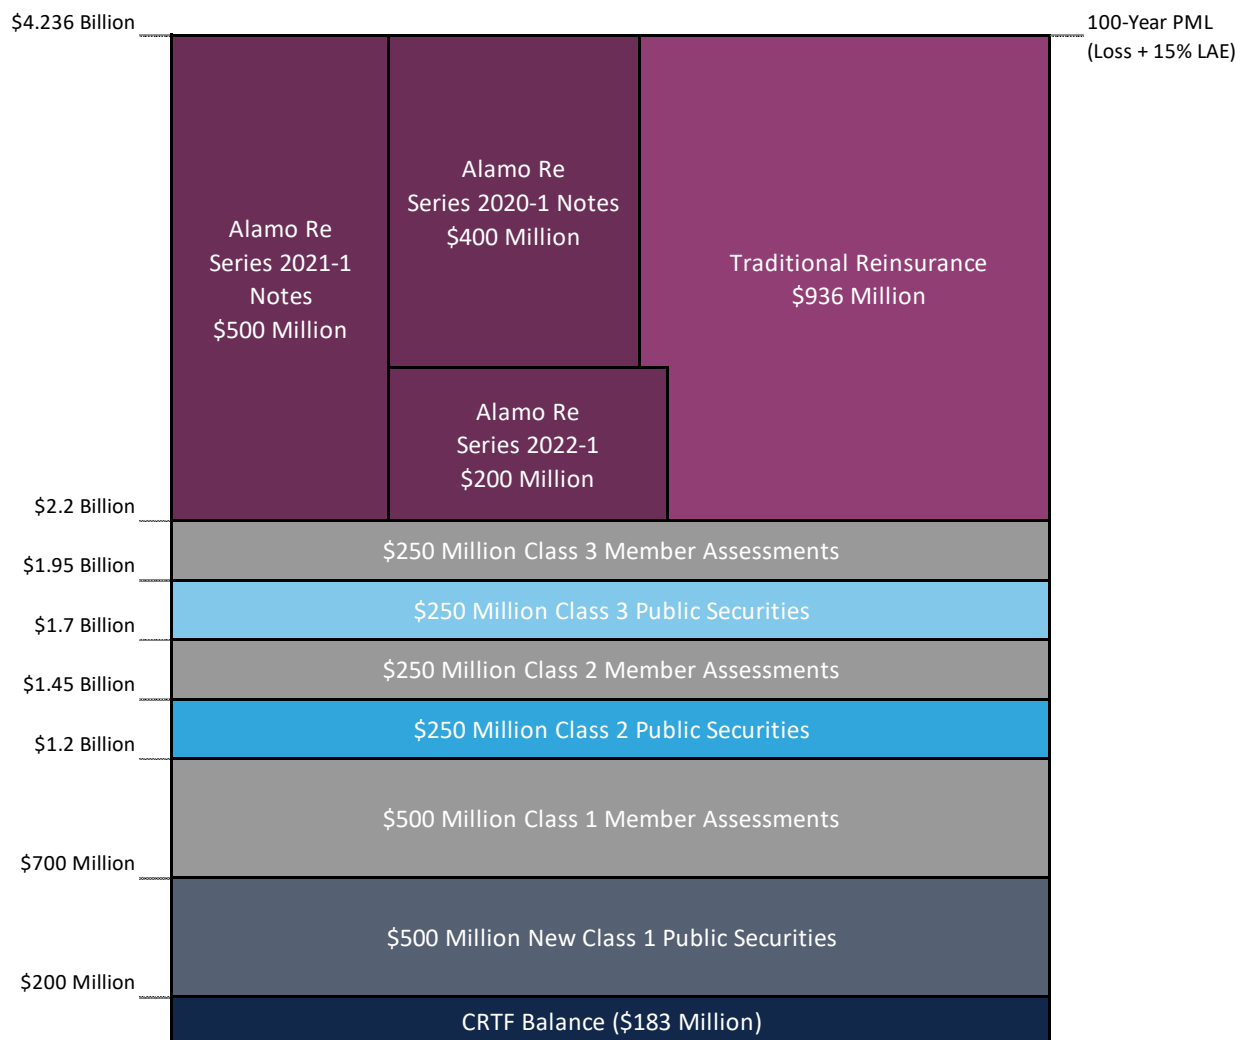 $4.236 Billion
100-Year PML
(Loss + 15% LAE)
Alamo Re
Series 2021-1
Notes
$500 Million
Alamo Re
Series 2020-1 Notes
$400 Million
Traditional Reinsurance
$936 Million
Alamo Re
Series 2022-1
$200 Million
$2.2 Billion
$250 Million Class 3 Member Assessments
$1.95 Billion
$250 Million Class 3 Public Securities
$1.7 Billion
$250 Million Class 2 Member Assessments
$1.45 Billion
$250 Million Class 2 Public Securities
$1.2 Billion
$500 Million Class 1 Member Assessments
$700 Million
$500 Million New Class 1 Public Securities
$200 Million
CRTF Balance ($183 Million)